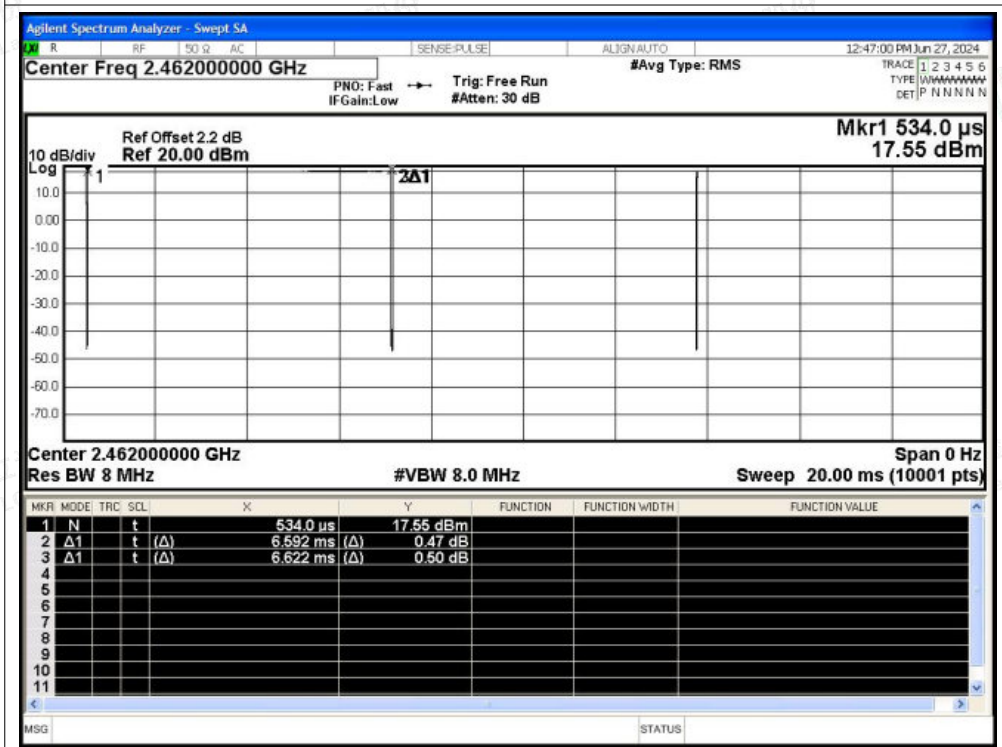 Agilent Spectrum Analyzer - Swept SA
R RF 50 Ω AC SENSE:PULSE ALIGN AUTO 12:47:00 PM Jun 27, 2024
Center Freq 2.462000000 GHz #Avg Type: RMS TRACE 1 2 3 4 5 6
PNO: Fast Trig: Free Run TYPE
IFGain:Low #Atten: 30 dB DET P N N N N N
Mkr1 534.0 µs
Ref Offset 2.2 dB
10 dB/div Ref 20.00 dBm 17.55 dBm
Log
1
2 3Δ1
10.0
0.00
-10.0
-20.0
-30.0
-40.0
-50.0
-60.0
-70.0
Center 2.462000000 GHz Span 0 Hz
Res BW 8 MHz #VBW 8.0 MHz Sweep 20.00 ms (10001 pts)
MKR MODE TRC SCL X Y FUNCTION FUNCTION WIDTH FUNCTION VALUE
1 N t 534.0 µs 17.55 dBm
2 Δ1 t (Δ) 6.592 ms (Δ) 0.47 dB
3 Δ1 t (Δ) 6.622 ms (Δ) 0.50 dB
4
5
6
7
8
9
10
11
MSG STATUS